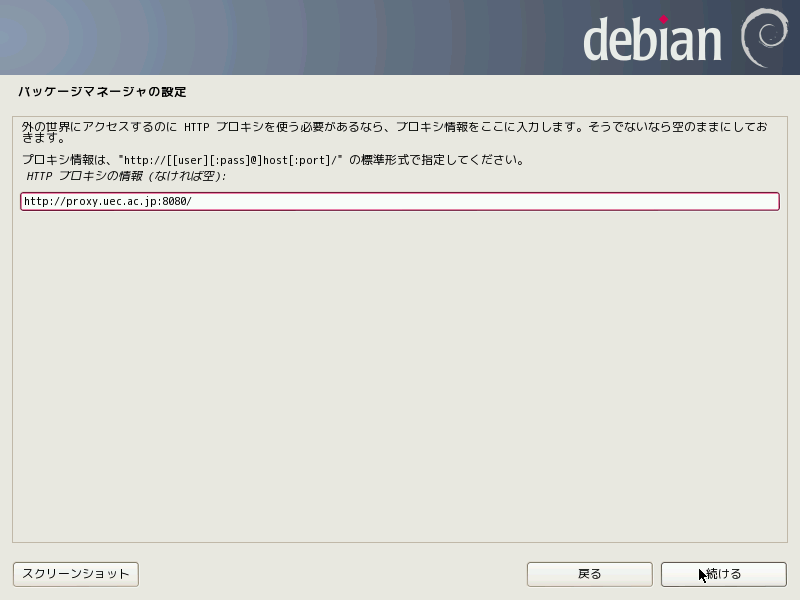 debian
パッケージマネージャの設定
外の世界にアクセスするのに HTTP プロキシを使う必要があるなら、プロキシ情報をここに入力します。そうでないなら空のままにしてお
きます。
プロキシ情報は、"http://[[user][:pass]@]host[:port]/" の標準形式で指定してください。
HTTP プロキシの情報 (なければ空):
http://proxy.uec.ac.jp:8080/
スクリーンショット
戻る
続ける